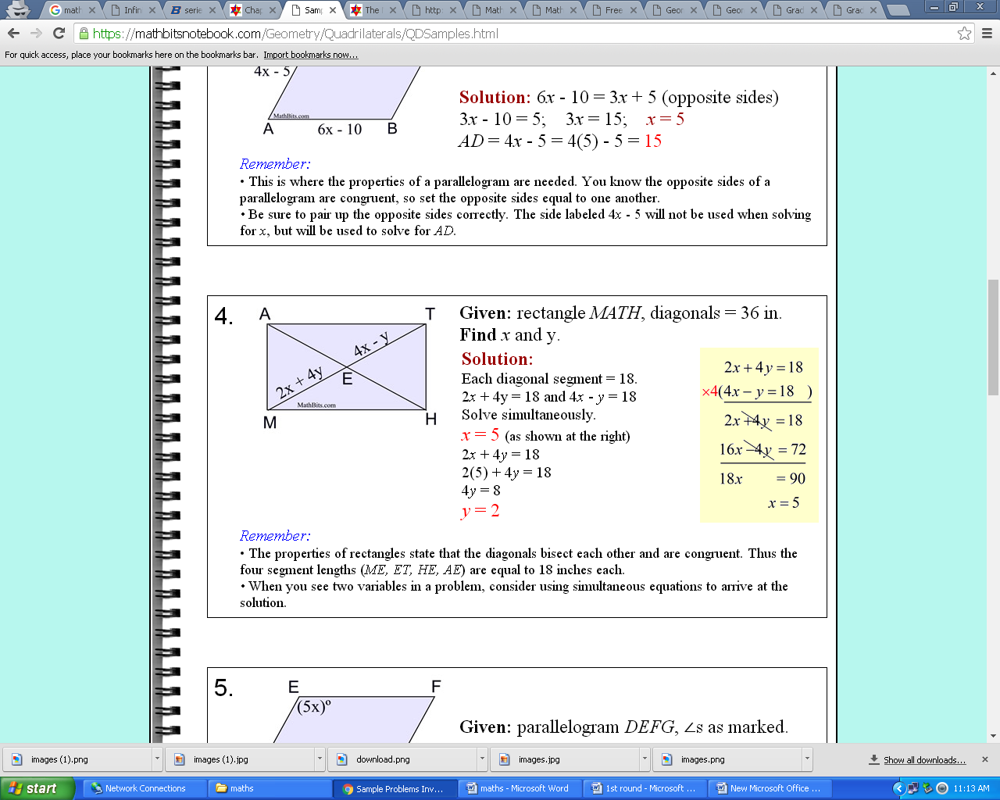 math
Infin
serie
Chap
Samp
The
http
Math
Math
Free
Geor
Geor
Grad
Grad
https://mathbitsnotebook.com/Geometry/Quadrilaterals/QDSamples.html
For quick access, place your bookmarks here on the bookmarks bar. Import bookmarks now...
4x - 5
MathBits.com
A 6x - 10 B
Solution: 6x - 10 = 3x + 5 (opposite sides)
3x - 10 = 5; 3x = 15; x = 5
AD = 4x - 5 = 4(5) - 5 = 15
Remember:
• This is where the properties of a parallelogram are needed. You know the opposite sides of a
parallelogram are congruent, so set the opposite sides equal to one another.
• Be sure to pair up the opposite sides correctly. The side labeled 4x - 5 will not be used when solving
for x, but will be used to solve for AD.
4.
A T
4x - y
2x + 4y
E
MathBits.com
M H
Given: rectangle MATH, diagonals = 36 in.
Find x and y.
Solution:
Each diagonal segment = 18.
2x + 4y = 18 and 4x - y = 18
Solve simultaneously.
x = 5 (as shown at the right)
2x + 4y = 18
2(5) + 4y = 18
4y = 8
y = 2
2x + 4y = 18
×4(4x − y = 18 )
2x +4y = 18
16x −4y = 72
18x = 90
x = 5
Remember:
• The properties of rectangles state that the diagonals bisect each other and are congruent. Thus the
four segment lengths (ME, ET, HE, AE) are equal to 18 inches each.
• When you see two variables in a problem, consider using simultaneous equations to arrive at the
solution.
5.
E F
(5x)º
Given: parallelogram DEFG, ∠s as marked.
images (1).png
images (1).jpg
download.png
images.jpg
images.png
Show all downloads...
start
Network Connections
maths
Sample Problems Inv...
maths - Microsoft Word
1st round - Microsoft ...
New Microsoft Office ...
11:13 AM